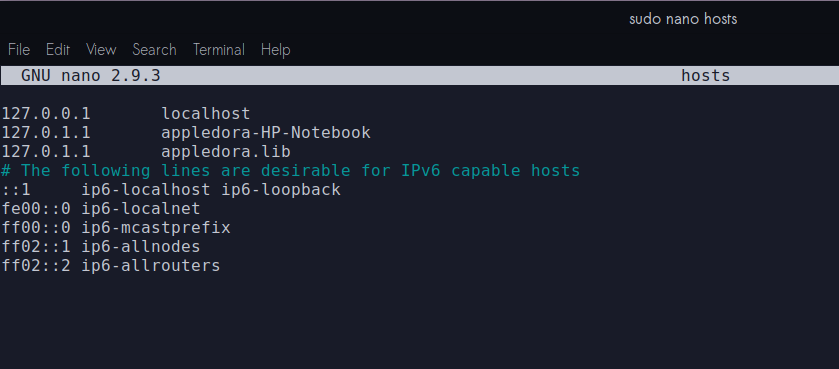 sudo nano hosts
File Edit View Search Terminal Help
GNU nano 2.9.3 hosts
127.0.0.1 localhost
127.0.1.1 appledora-HP-Notebook
127.0.1.1 appledora.lib
# The following lines are desirable for IPv6 capable hosts
::1 ip6-localhost ip6-loopback
fe00::0 ip6-localnet
ff00::0 ip6-mcastprefix
ff02::1 ip6-allnodes
ff02::2 ip6-allrouters